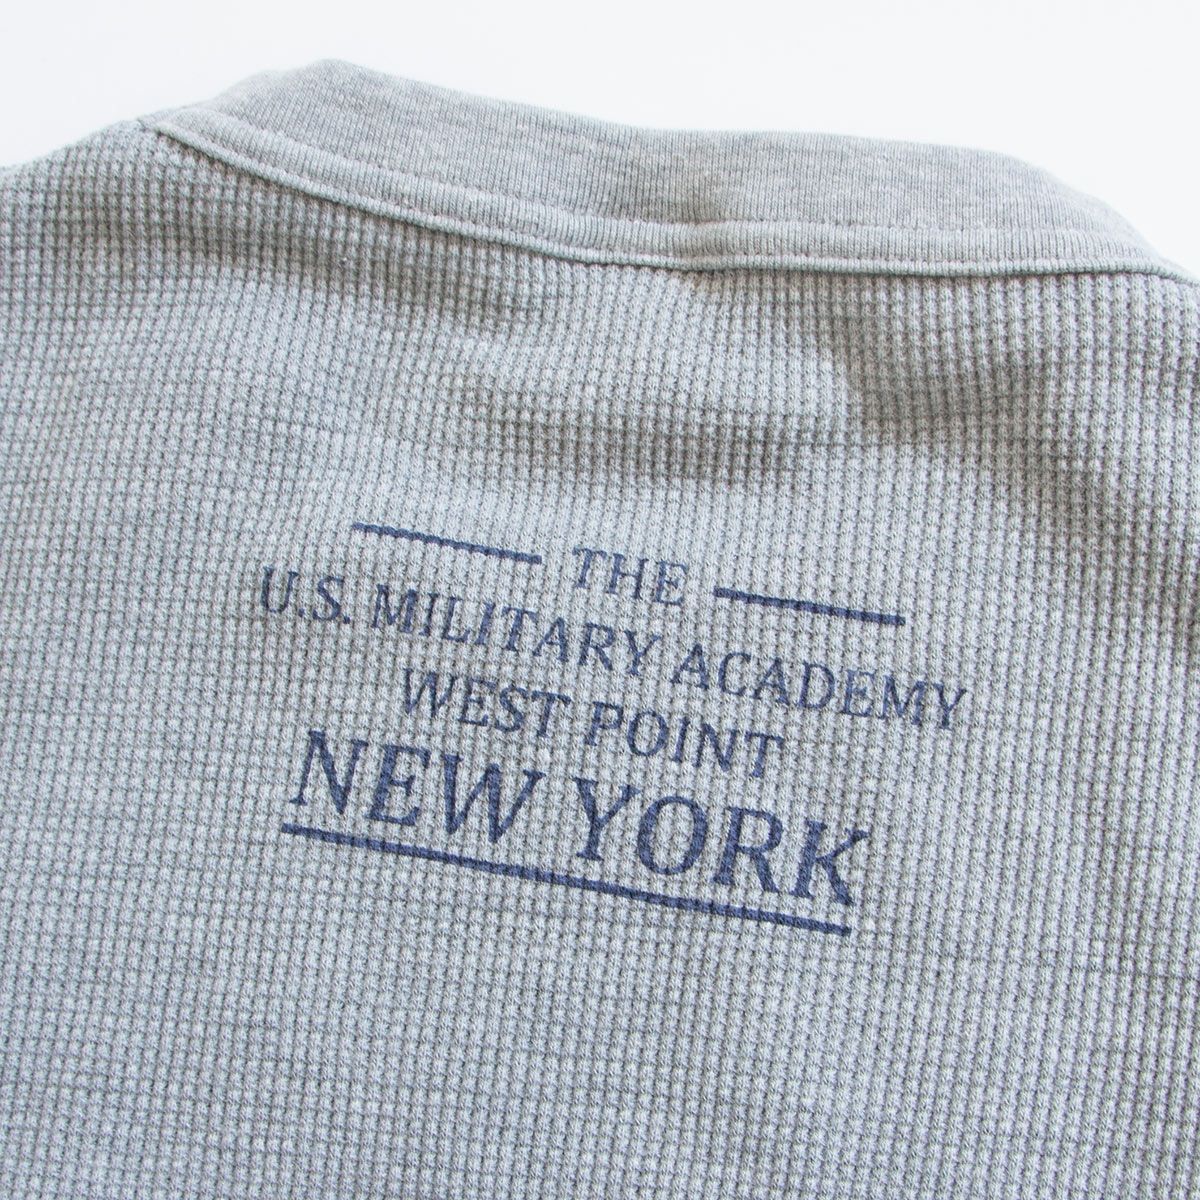 THE
U.S. MILITARY ACADEMY
WEST POINT
NEW YORK